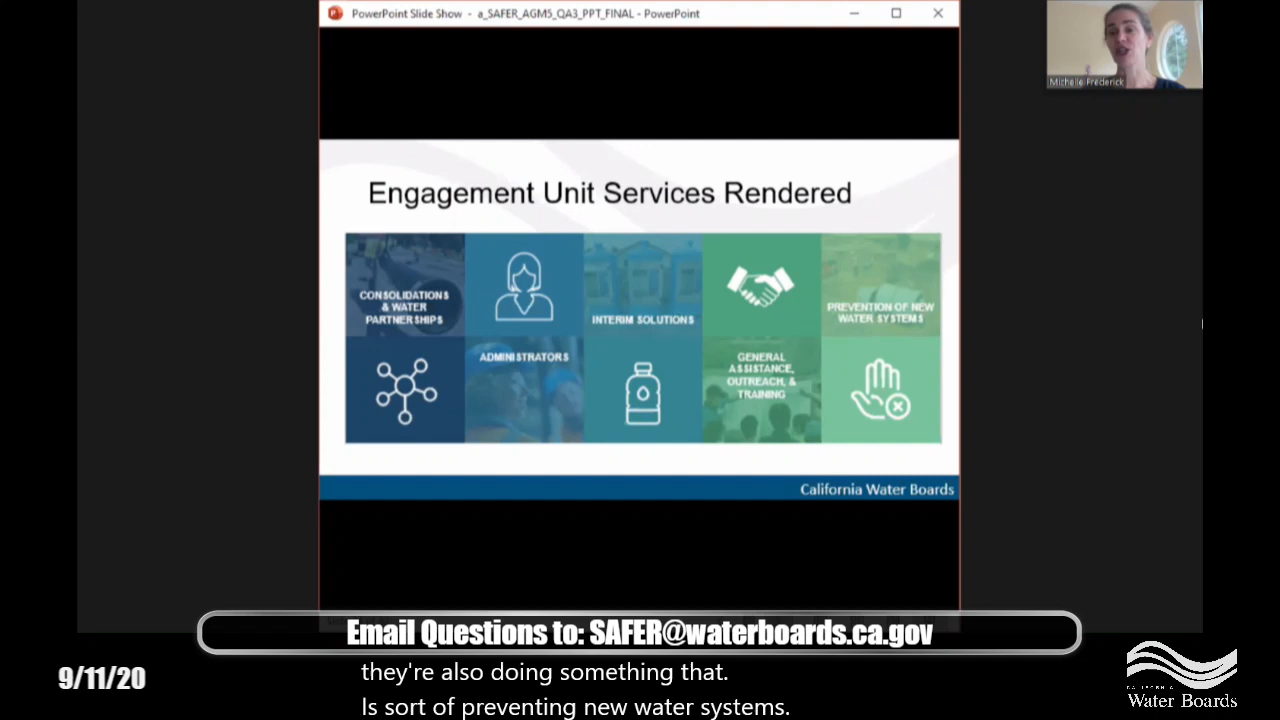 PowerPoint Slide Show - a_SAFER_AGM5_QA3_PPT_FINAL - PowerPoint
Michelle Frederick
Engagement Unit Services Rendered
CONSOLIDATIONS
& WATER
PARTNERSHIPS
ADMINISTRATORS
INTERIM SOLUTIONS
GENERAL
ASSISTANCE,
OUTREACH, &
TRAINING
PREVENTION OF NEW
WATER SYSTEMS
California Water Boards
Email Questions to: SAFER@waterboards.ca.gov
they're also doing something that.
Is sort of preventing new water systems.
9/11/20
CALIFORNIA
Water Boards